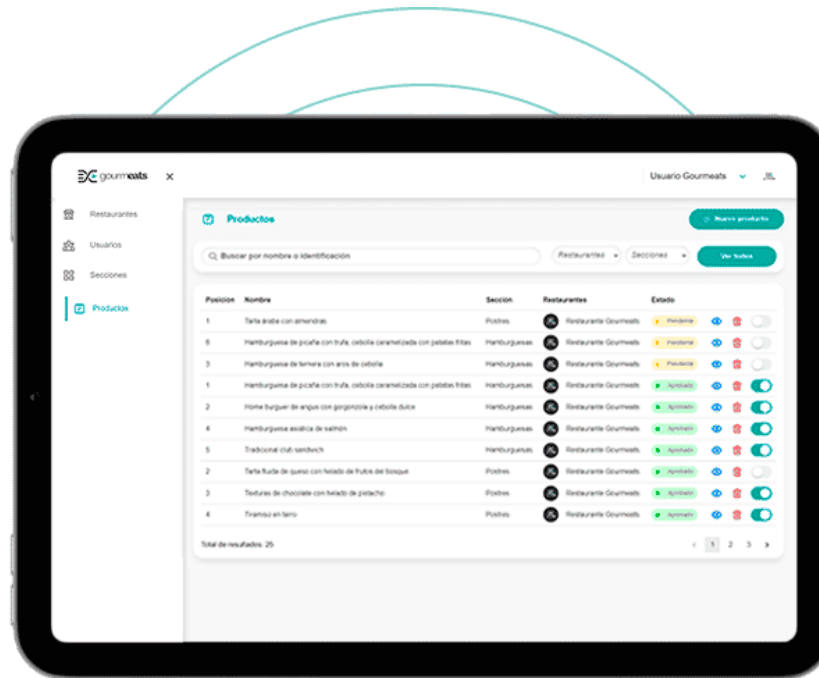 gourmeats ×
Usuario Gourmeats
Restaurantes
Usuarios
Secciones
Productos
Productos
Nuevo producto
Buscar por nombre o identificación
Restaurantes
Secciones
Ver todos
Posicion Nombre Seccion Restaurantes Estado
1 Tarta árabe con almendras Postres Restaurante Gourmeats Pendiente
6 Hamburguesa de picaña con trufa, cebolla caramelizada con patatas fritas Hamburguesas Restaurante Gourmeats Pendiente
3 Hamburguesa de ternera con aros de cebolla Hamburguesas Restaurante Gourmeats Pendiente
1 Hamburguesa de picaña con trufa, cebolla caramelizada con patatas fritas Hamburguesas Restaurante Gourmeats Aprobado
2 Home burguer de angus con gorgonzola y cebolla dulce Hamburguesas Restaurante Gourmeats Aprobado
4 Hamburguesa asiática de salmón Hamburguesas Restaurante Gourmeats Aprobado
5 Tradicional club sandwich Hamburguesas Restaurante Gourmeats Aprobado
2 Tarta fluida de queso con helado de frutos del bosque Postres Restaurante Gourmeats Aprobado
3 Texturas de chocolate con helado de pistacho Postres Restaurante Gourmeats Aprobado
4 Tiramisú en tarro Postres Restaurante Gourmeats Aprobado
Total de resultados: 25
‹ 1 2 3 ›